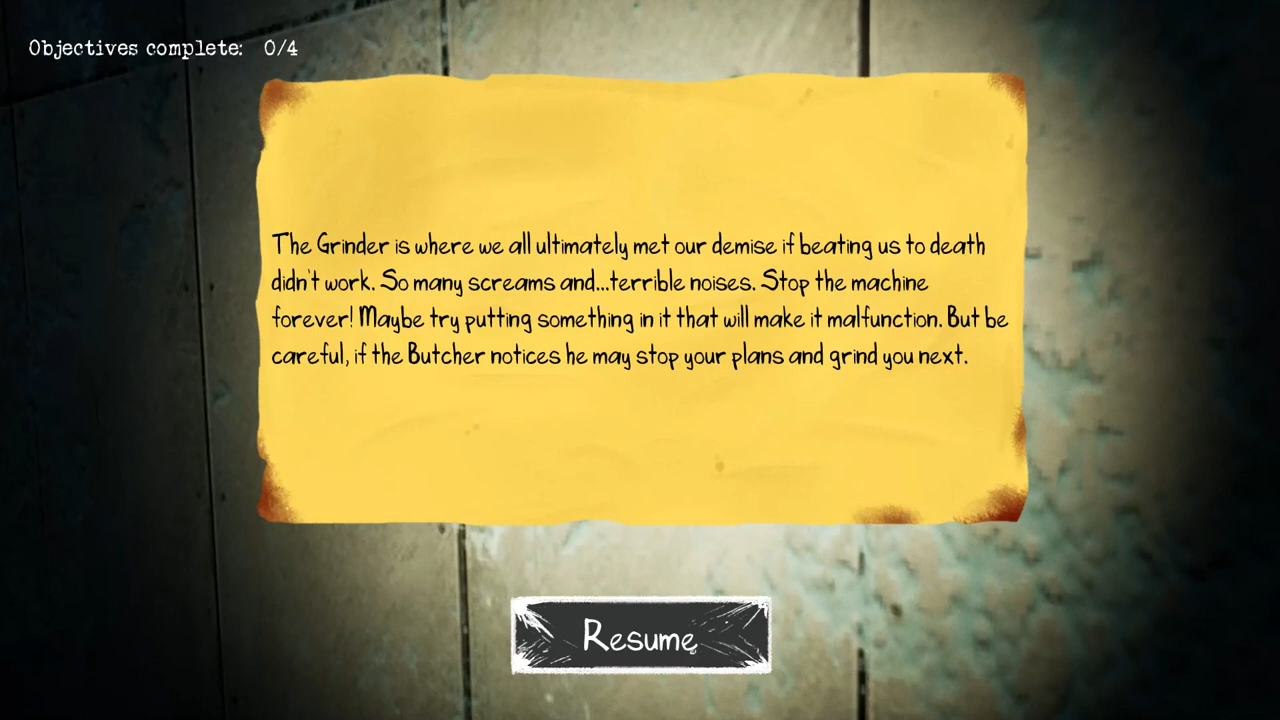 Objectives complete: 0/4
The Grinder is where we all ultimately met our demise if beating us to death
didn't work. So many screams and...terrible noises. Stop the machine
forever! Maybe try putting something in it that will make it malfunction. But be
careful, if the Butcher notices he may stop your plans and grind you next.
Resume